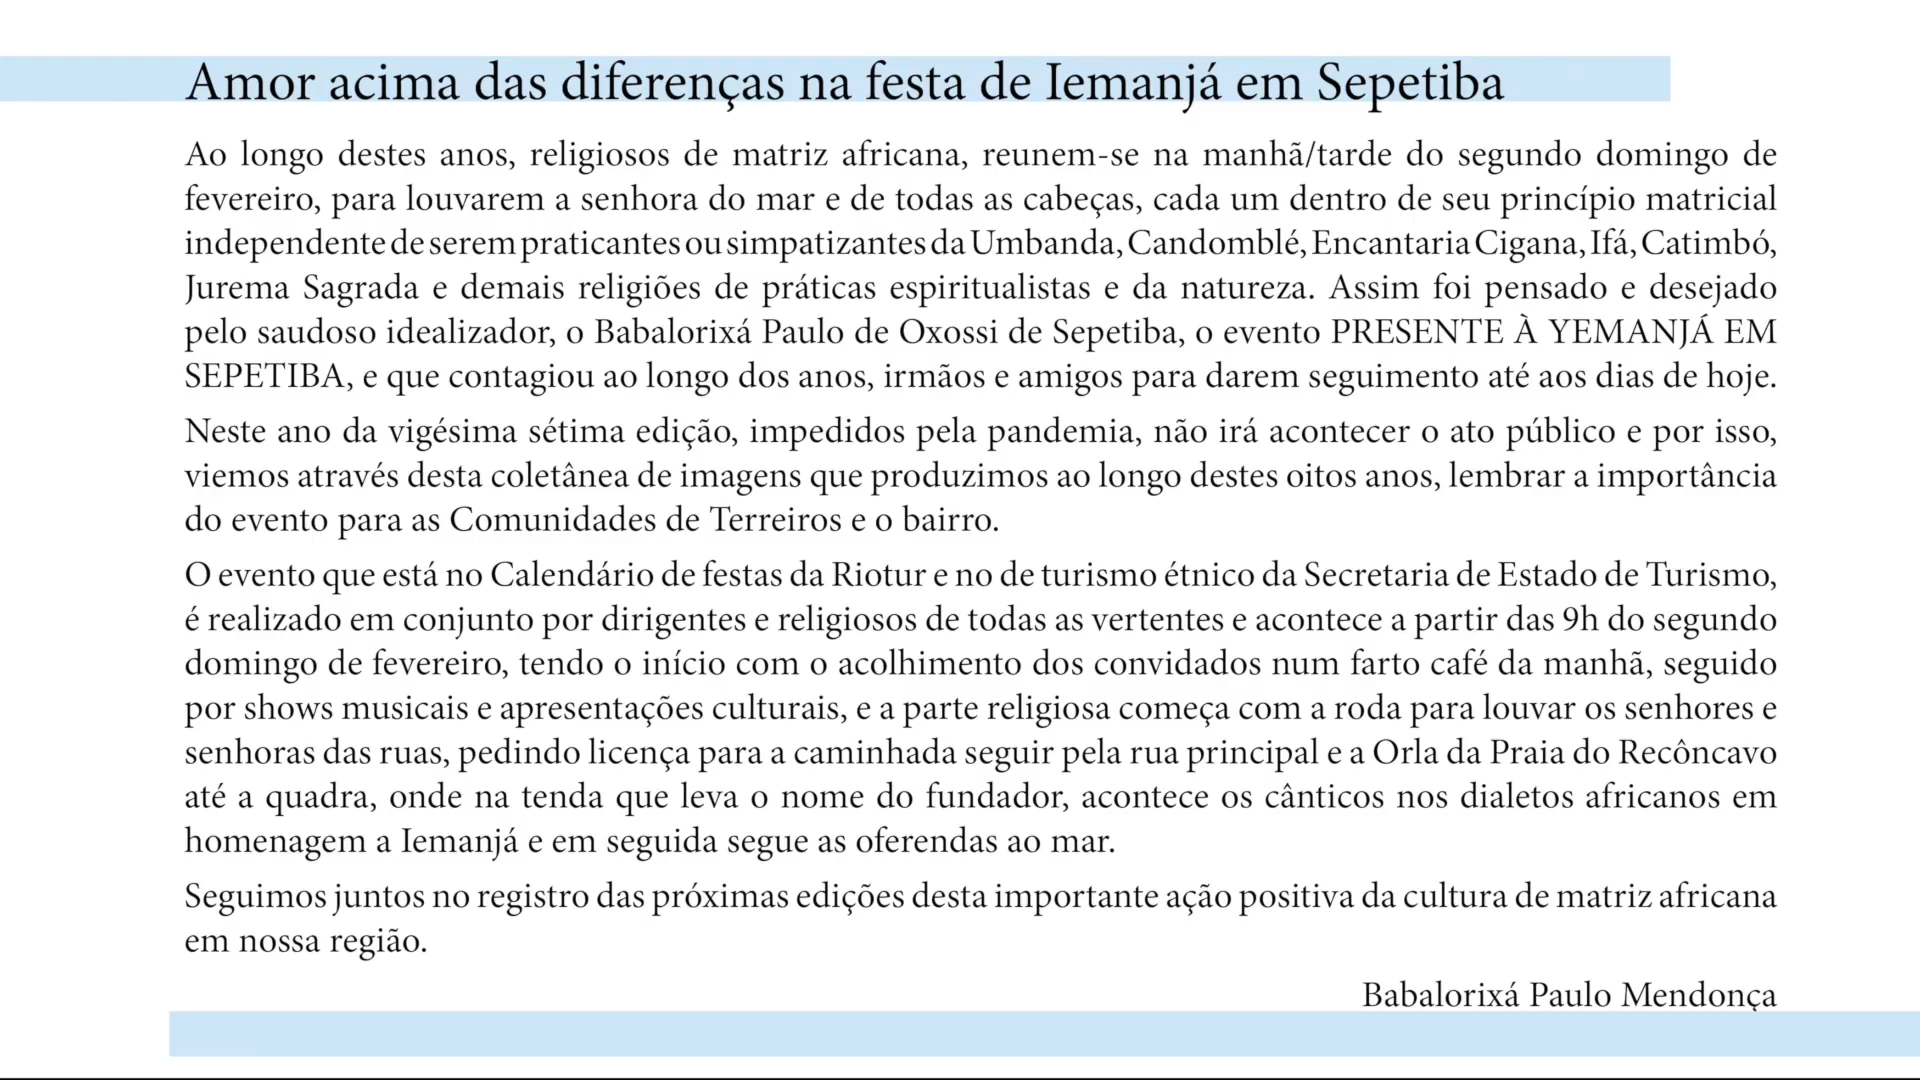 Amor acima das diferenças na festa de Iemanjá em Sepetiba
Ao longo destes anos, religiosos de matriz africana, reunem-se na manhã/tarde do segundo domingo de
fevereiro, para louvarem a senhora do mar e de todas as cabeças, cada um dentro de seu princípio matricial
independente de serem praticantes ou simpatizantes da Umbanda, Candomblé, Encantaria Cigana, Ifá, Catimbó,
Jurema Sagrada e demais religiões de práticas espiritualistas e da natureza. Assim foi pensado e desejado
pelo saudoso idealizador, o Babalorixá Paulo de Oxossi de Sepetiba, o evento PRESENTE À YEMANJÁ EM
SEPETIBA, e que contagiou ao longo dos anos, irmãos e amigos para darem seguimento até aos dias de hoje.
Neste ano da vigésima sétima edição, impedidos pela pandemia, não irá acontecer o ato público e por isso,
viemos através desta coletânea de imagens que produzimos ao longo destes oitos anos, lembrar a importância
do evento para as Comunidades de Terreiros e o bairro.
O evento que está no Calendário de festas da Riotur e no de turismo étnico da Secretaria de Estado de Turismo,
é realizado em conjunto por dirigentes e religiosos de todas as vertentes e acontece a partir das 9h do segundo
domingo de fevereiro, tendo o início com o acolhimento dos convidados num farto café da manhã, seguido
por shows musicais e apresentações culturais, e a parte religiosa começa com a roda para louvar os senhores e
senhoras das ruas, pedindo licença para a caminhada seguir pela rua principal e a Orla da Praia do Recôncavo
até a quadra, onde na tenda que leva o nome do fundador, acontece os cânticos nos dialetos africanos em
homenagem a Iemanjá e em seguida segue as oferendas ao mar.
Seguimos juntos no registro das próximas edições desta importante ação positiva da cultura de matriz africana
em nossa região.
Babalorixá Paulo Mendonça